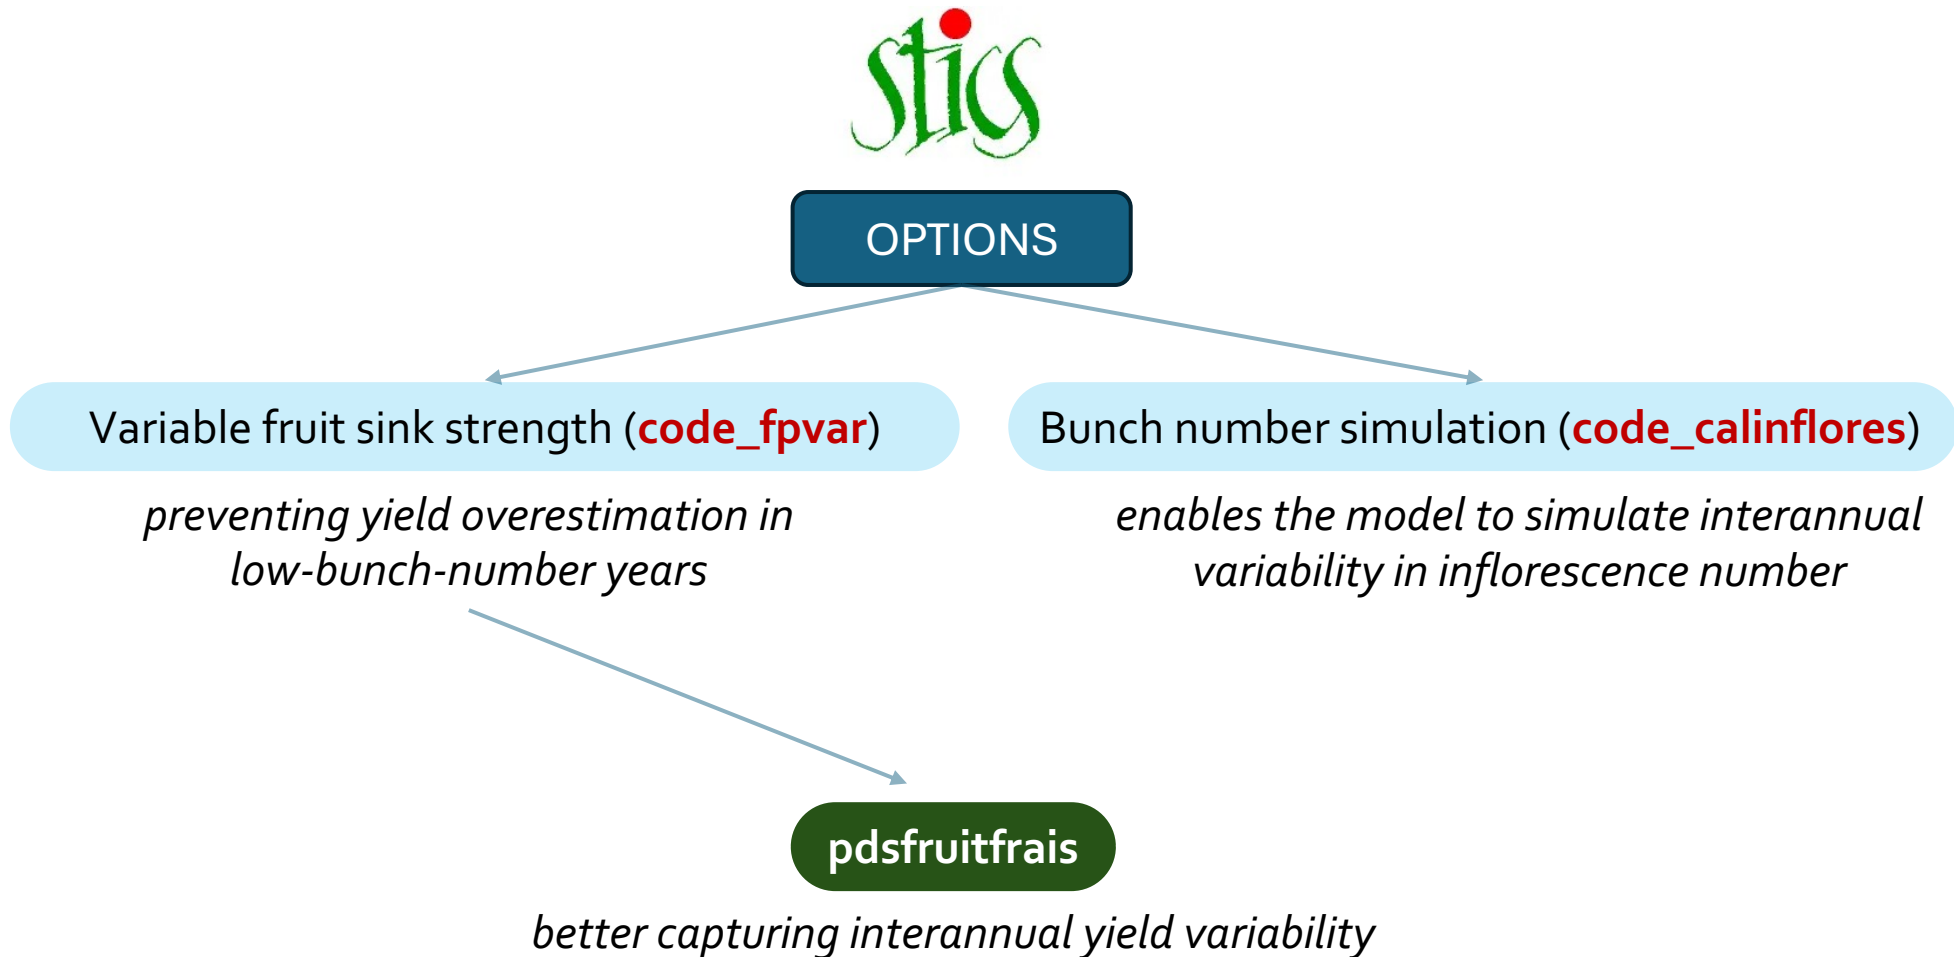 stics
OPTIONS
Variable fruit sink strength (code_fpvar)
preventing yield overestimation in
low-bunch-number years
Bunch number simulation (code_calinflores)
enables the model to simulate interannual
variability in inflorescence number
pdsfruitfrais
better capturing interannual yield variability